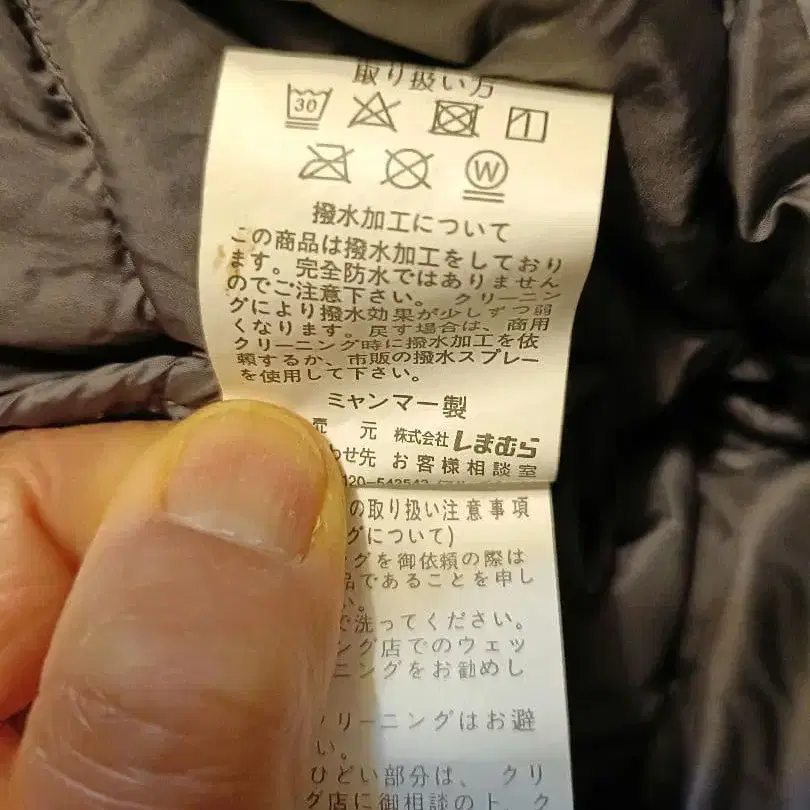 取り扱い方
30
W
撥水加工について
この商品は撥水加工をしており
ます。完全防水ではありません
のでご注意下さい。 クリーニン
グにより撥水効果が少しずつ弱
くなります。戻す場合は、商用
クリーニング時に撥水加工を依
頼するか、市販の撥水スプレー
を使用して下さい。
ミャンマー製
売 元 株式会社 しまむら
わせ先 お客様相談室
120-543543
の取り扱い注意事項
グについて)
グを御依頼の際は
品であることを申し
い。
で洗ってください。
ング店でのウェッ
ニングをお勧めし
クリーニングはお避
い。
ひどい部分は、 クリ
グ店に御相談の上、ク